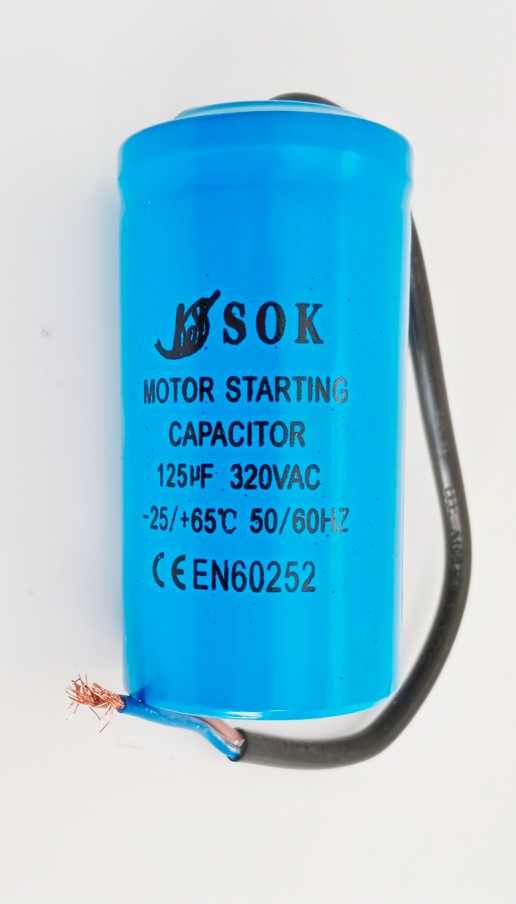 SOK
MOTOR STARTING
CAPACITOR
125µF 320VAC
-25/+65℃ 50/60HZ
CE EN60252